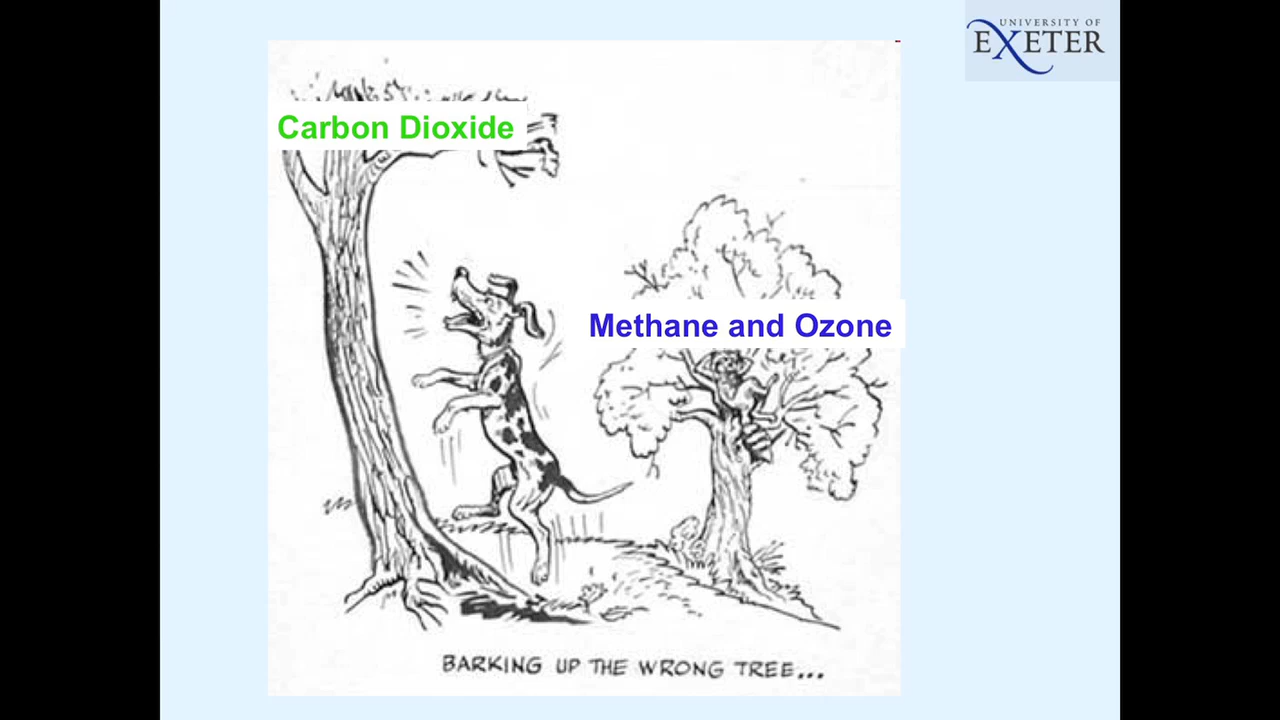 UNIVERSITY OF
EXETER
Carbon Dioxide
Methane and Ozone
BARKING UP THE WRONG TREE...